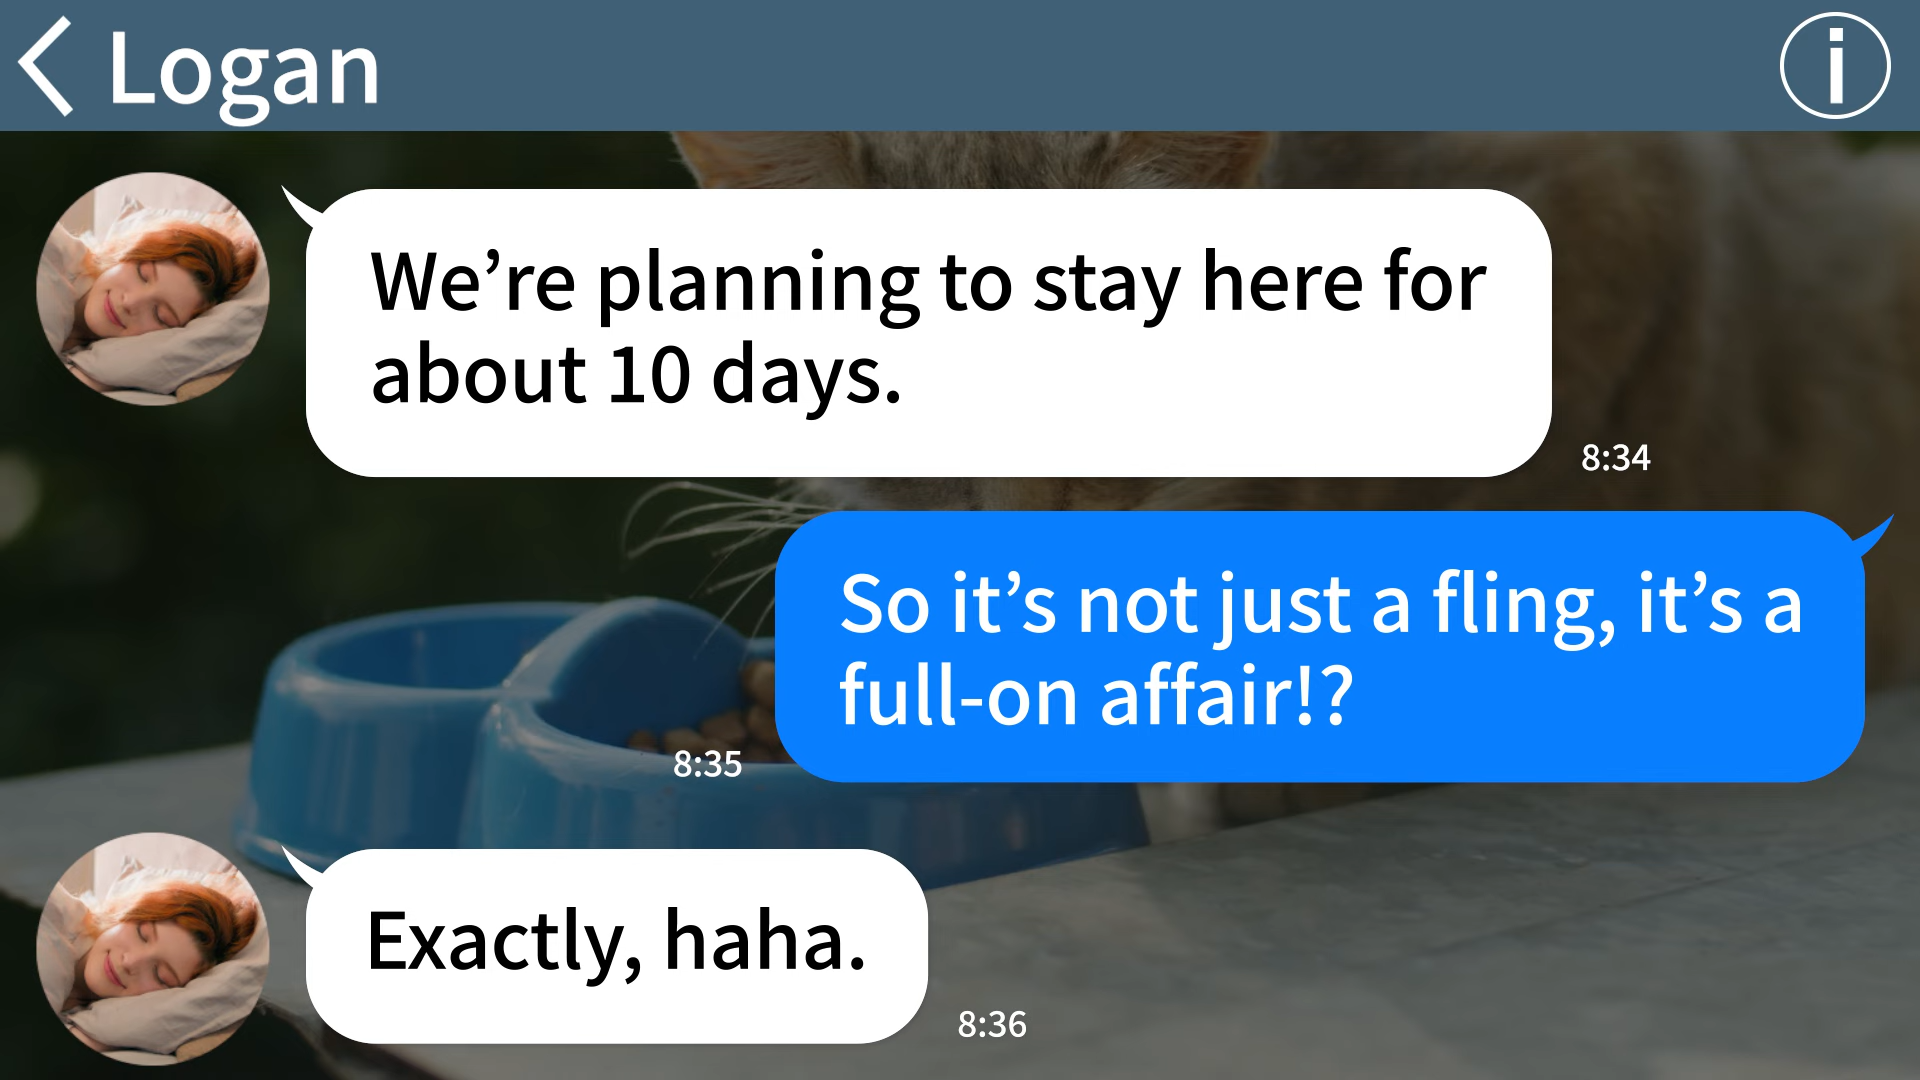 Logan
i
We’re planning to stay here for
about 10 days.
8:34
So it’s not just a fling, it’s a
full-on affair!?
8:35
Exactly, haha.
8:36